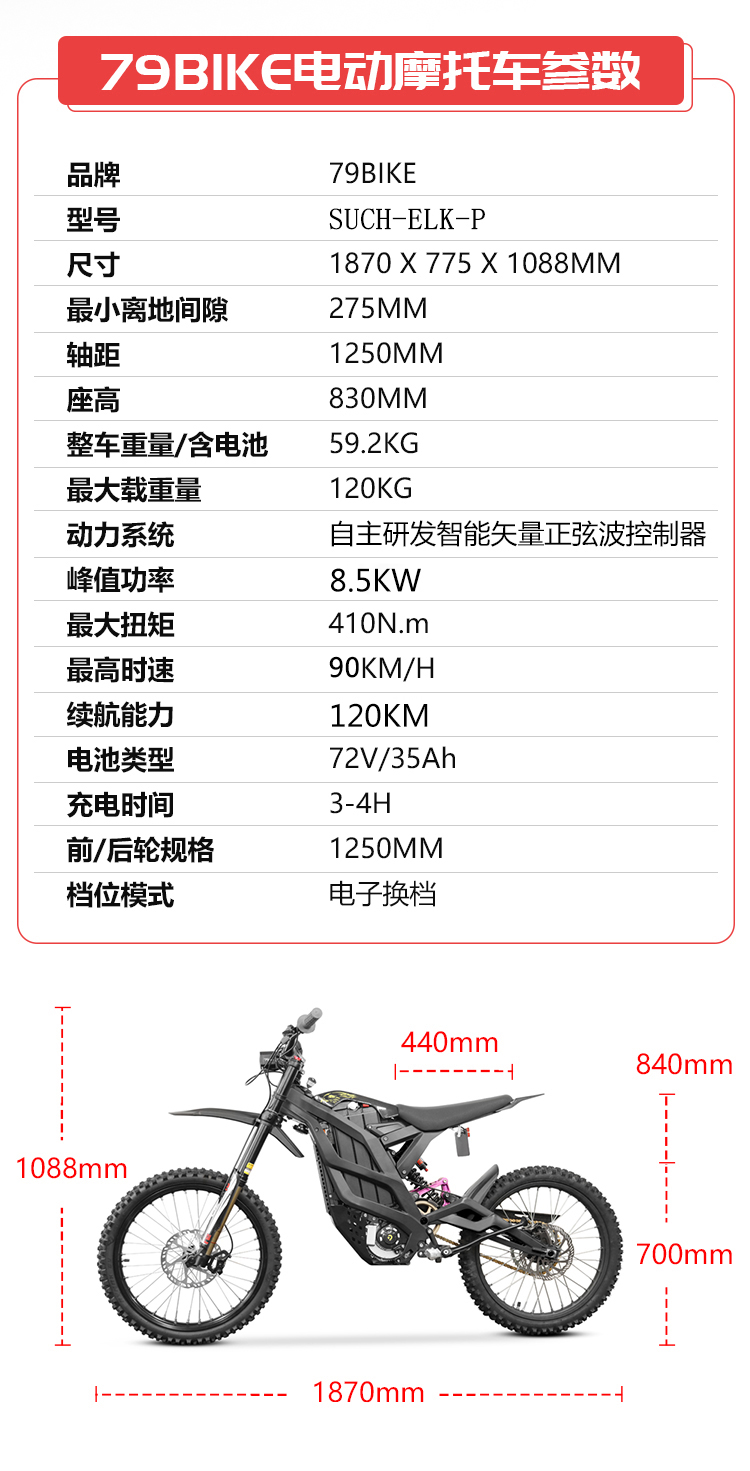 79BIKE电动摩托车参数
品牌 79BIKE
型号 SUCH-ELK-P
尺寸 1870 X 775 X 1088MM
最小离地间隙 275MM
轴距 1250MM
座高 830MM
整车重量/含电池 59.2KG
最大载重量 120KG
动力系统 自主研发智能矢量正弦波控制器
峰值功率 8.5KW
最大扭矩 410N.m
最高时速 90KM/H
续航能力 120KM
电池类型 72V/35Ah
充电时间 3-4H
前/后轮规格 1250MM
档位模式 电子换档
440mm
840mm
1088mm
700mm
1870mm